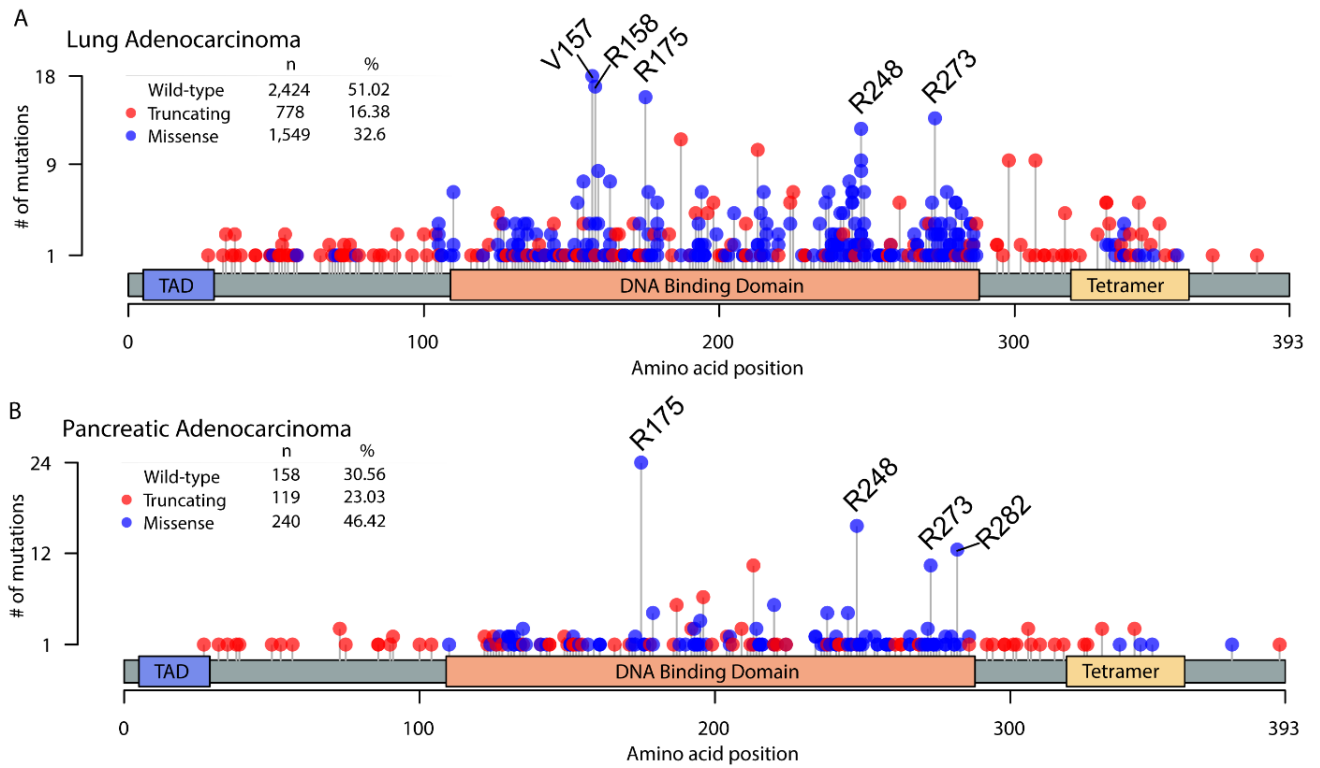 A
Lung Adenocarcinoma
n %
Wild-type 2,424 51.02
Truncating 778 16.38
Missense 1,549 32.6
V157
R158
R175
R248
R273
# of mutations
18
9
1
TAD
DNA Binding Domain
Tetramer
0 100 200 300 393
Amino acid position
B
Pancreatic Adenocarcinoma
n %
Wild-type 158 30.56
Truncating 119 23.03
Missense 240 46.42
R175
R248
R273
R282
# of mutations
24
12
1
TAD
DNA Binding Domain
Tetramer
0 100 200 300 393
Amino acid position